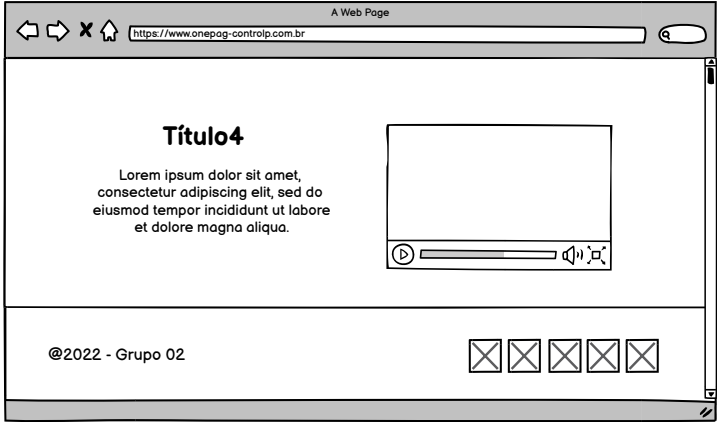 A Web Page
https://www.onepag-controlp.com.br
Título4
Lorem ipsum dolor sit amet,
consectetur adipiscing elit, sed do
eiusmod tempor incididunt ut labore
et dolore magna aliqua.
@2022 - Grupo 02